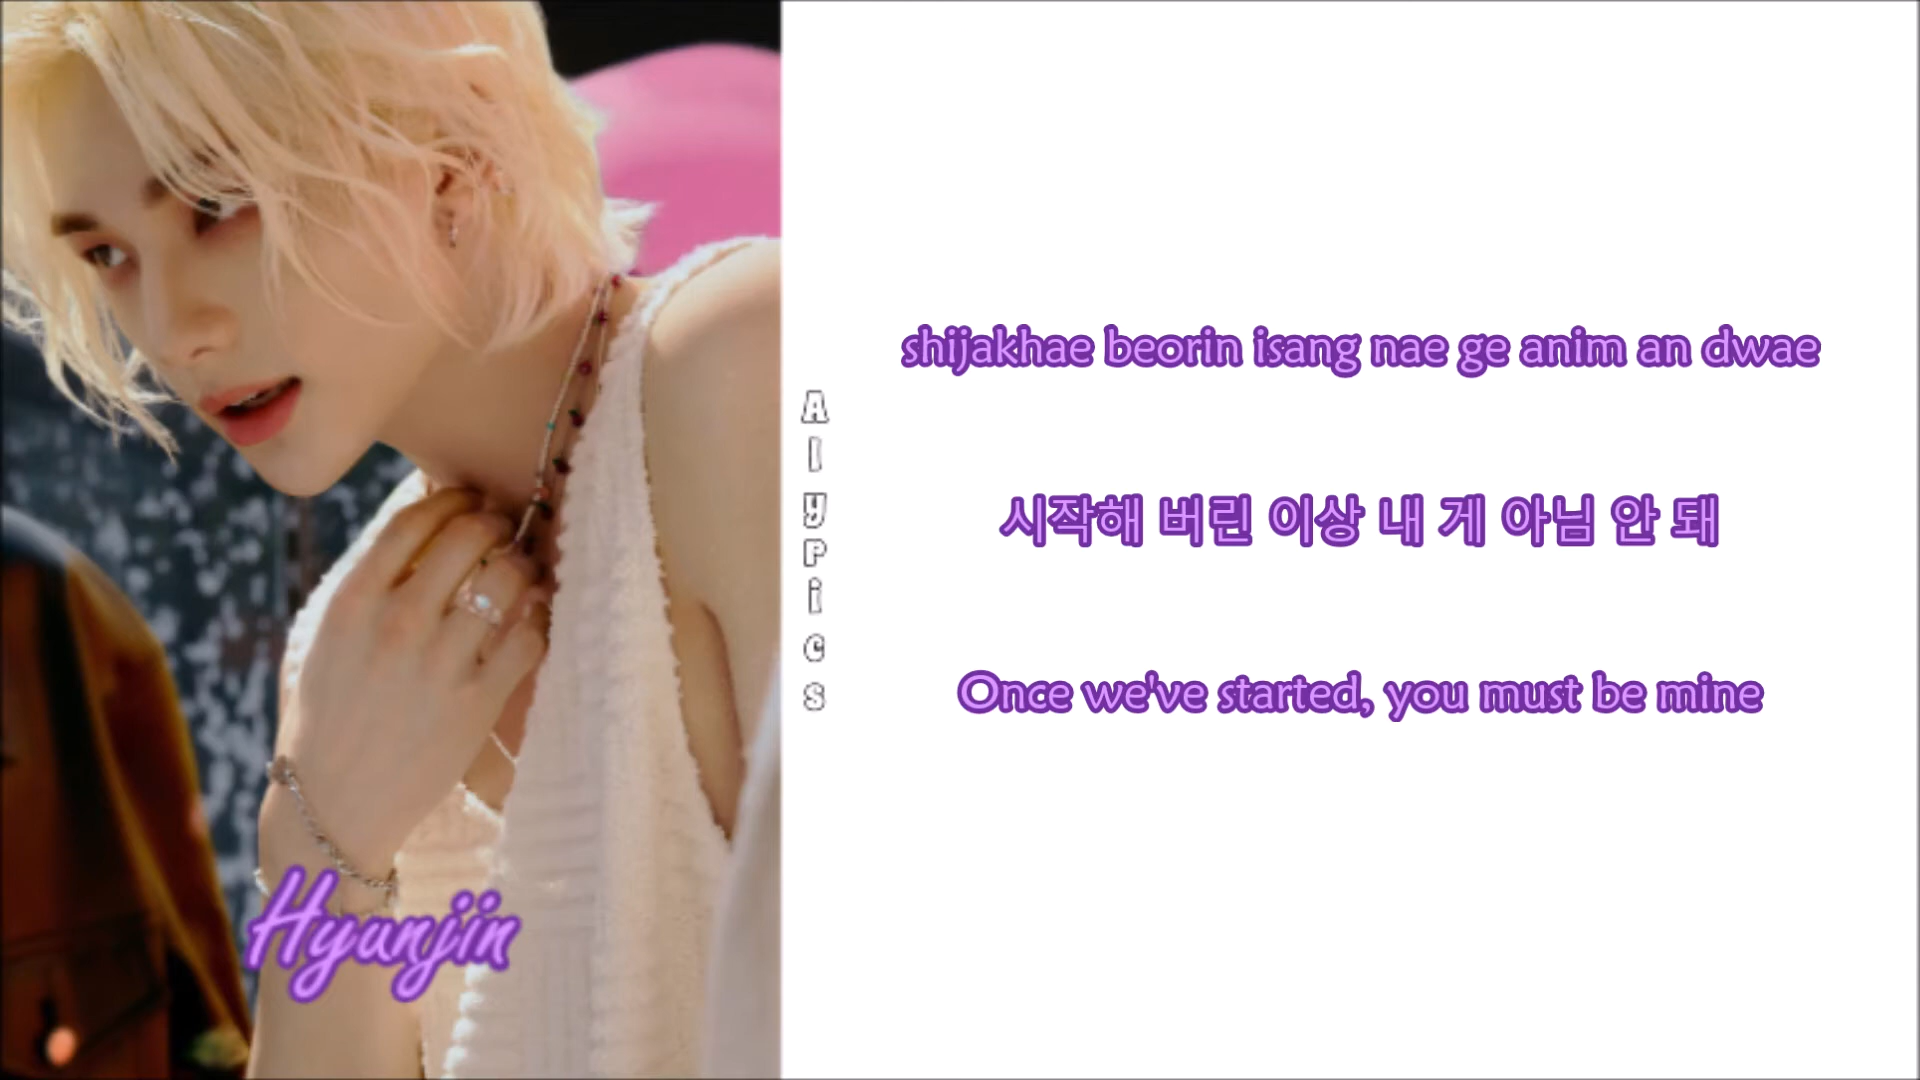 shijakhae beorin isang nae ge anim an dwae
시작해 버린 이상 내 게 아님 안 돼
Once we've started, you must be mine
AlyPics
Hyunjin